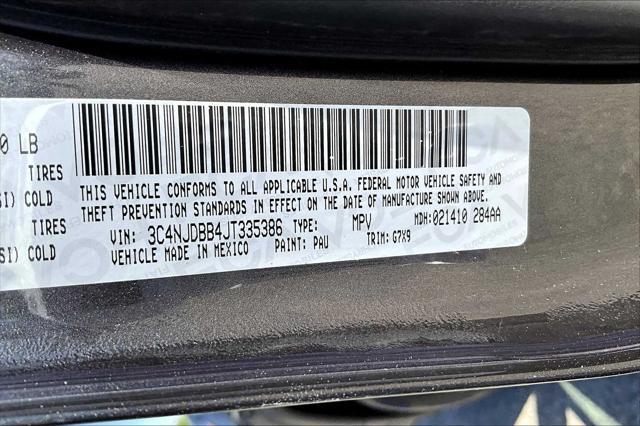 0 LB
TIRES
SI) COLD
TIRES
SI) COLD
THIS VEHICLE CONFORMS TO ALL APPLICABLE U.S.A. FEDERAL MOTOR VEHICLE SAFETY AND
THEFT PREVENTION STANDARDS IN EFFECT ON THE DATE OF MANUFACTURE SHOWN ABOVE.
VIN: 3C4NJDBB4JT335386 TYPE: MPV MDH:021410 284AA
VEHICLE MADE IN MEXICO PAINT: PAU TRIM: G7X9